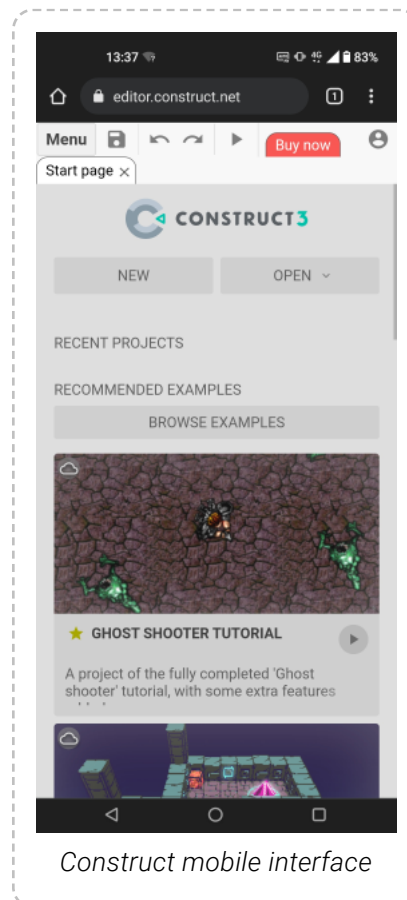 13:37 4G 83%
editor.construct.net 1
Menu Buy now
Start page ×
CONSTRUCT3
NEW OPEN
RECENT PROJECTS
RECOMMENDED EXAMPLES
BROWSE EXAMPLES
GHOST SHOOTER TUTORIAL
A project of the fully completed 'Ghost
shooter' tutorial, with some extra features
Construct mobile interface